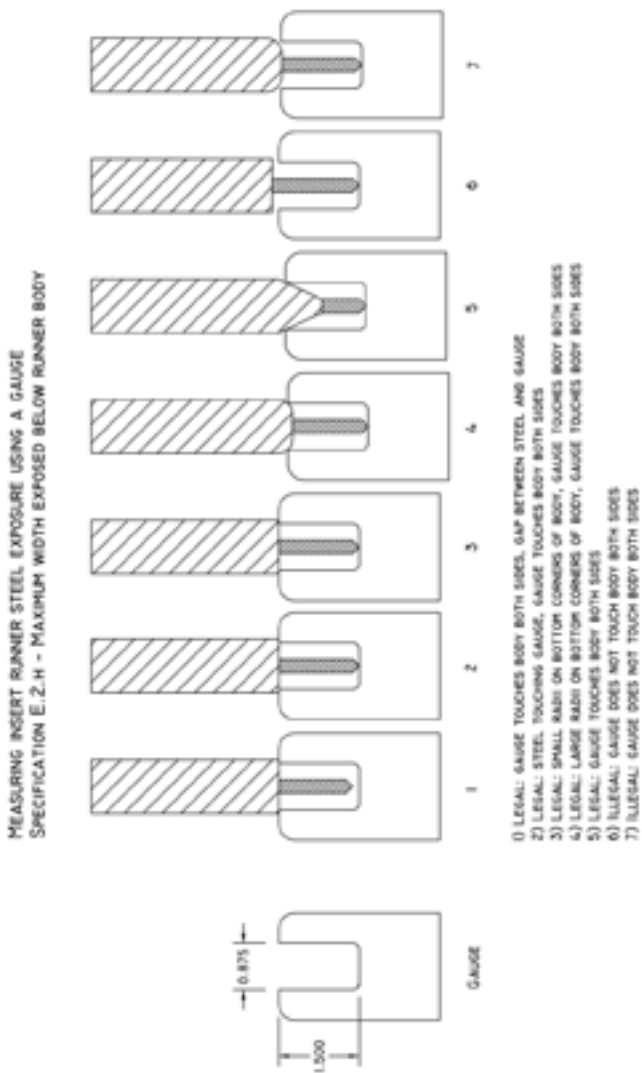 MEASURING INSERT RUNNER STEEL EXPOSURE USING A GAUGE
SPECIFICATION E.2.H - MAXIMUM WIDTH EXPOSED BELOW RUNNER BODY
0.875
1.500
GAUGE
1
2
3
4
5
6
7
1) LEGAL: GAUGE TOUCHES BODY BOTH SIDES, GAP BETWEEN STEEL AND GAUGE
2) LEGAL: STEEL TOUCHING GAUGE, GAUGE TOUCHES BODY BOTH SIDES
3) LEGAL: SMALL RADII ON BOTTOM CORNERS OF BODY, GAUGE TOUCHES BODY BOTH SIDES
4) LEGAL: LARGE RADII ON BOTTOM CORNERS OF BODY, GAUGE TOUCHES BODY BOTH SIDES
5) LEGAL: GAUGE TOUCHES BODY BOTH SIDES
6) ILLEGAL: GAUGE DOES NOT TOUCH BODY BOTH SIDES
7) ILLEGAL: GAUGE DOES NOT TOUCH BODY BOTH SIDES